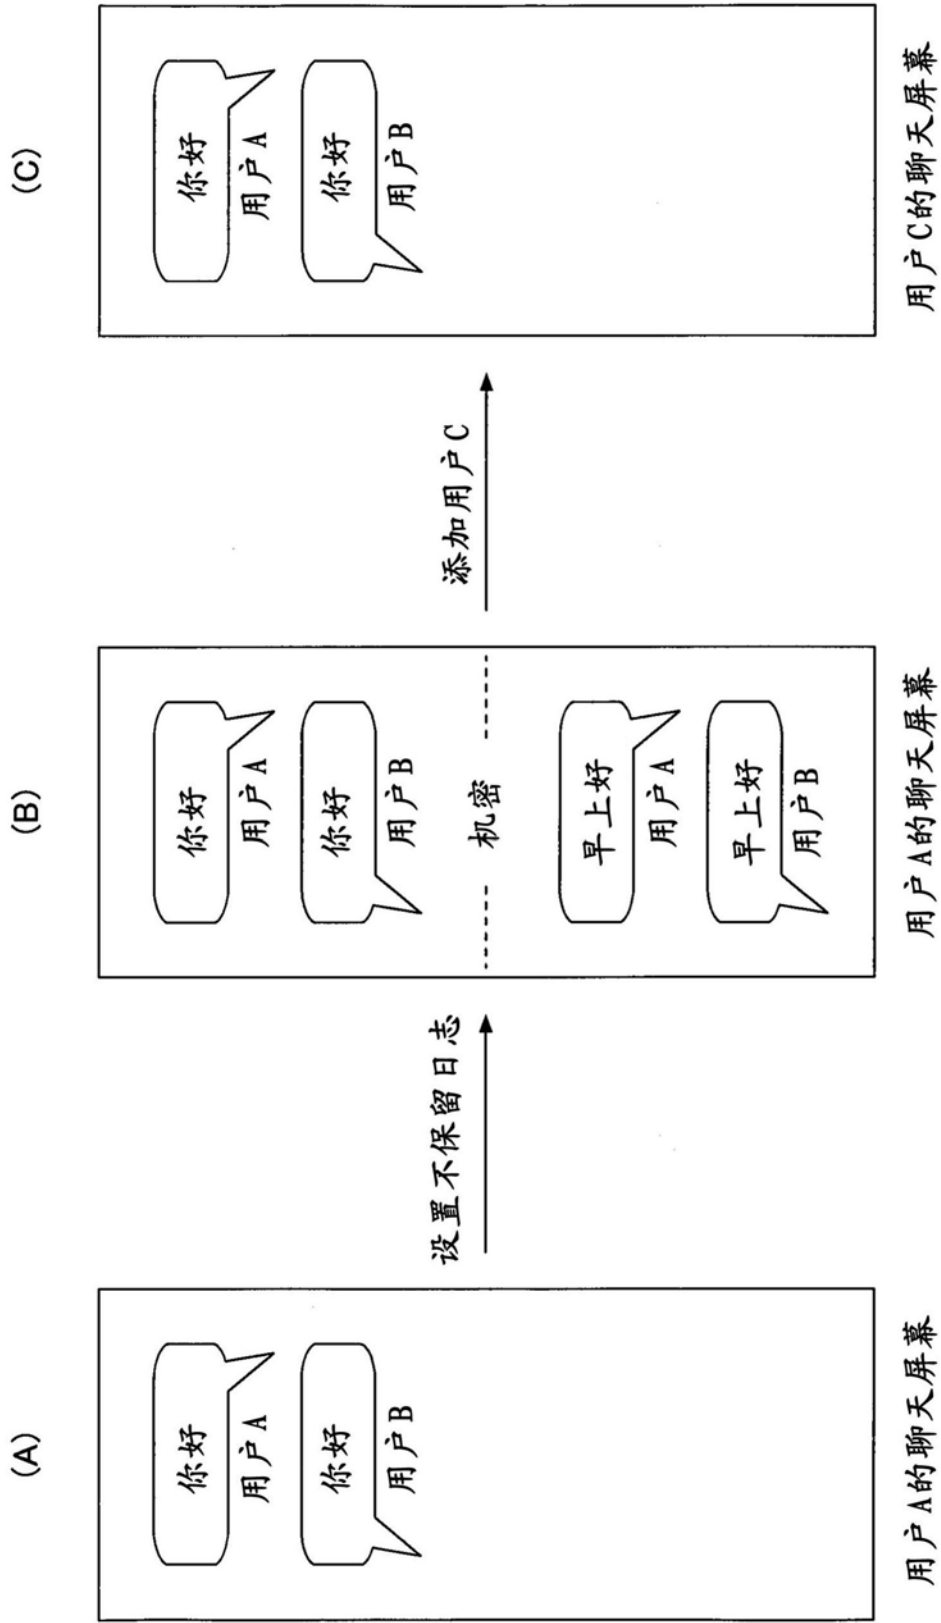 (A)
你好
用户A
你好
用户B
用户A的聊天屏幕
设置不保留日志
(B)
你好
用户A
你好
用户B
机密
早上好
用户A
早上好
用户B
用户A的聊天屏幕
添加用户C
(C)
你好
用户A
你好
用户B
用户C的聊天屏幕